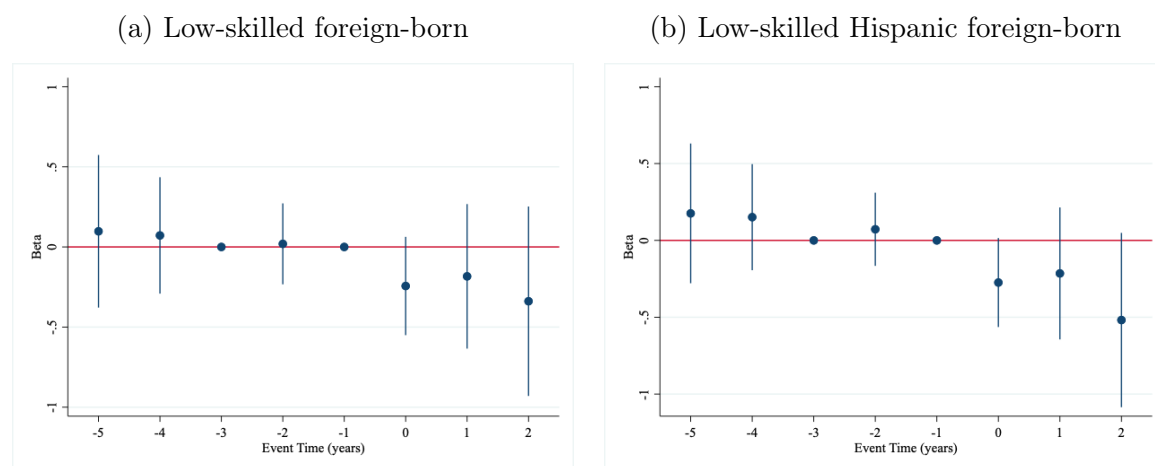 (a) Low-skilled foreign-born
(b) Low-skilled Hispanic foreign-born
1
.5
0
-.5
-1
Beta
-5 -4 -3 -2 -1 0 1 2
Event Time (years)
1
.5
0
-.5
-1
Beta
-5 -4 -3 -2 -1 0 1 2
Event Time (years)